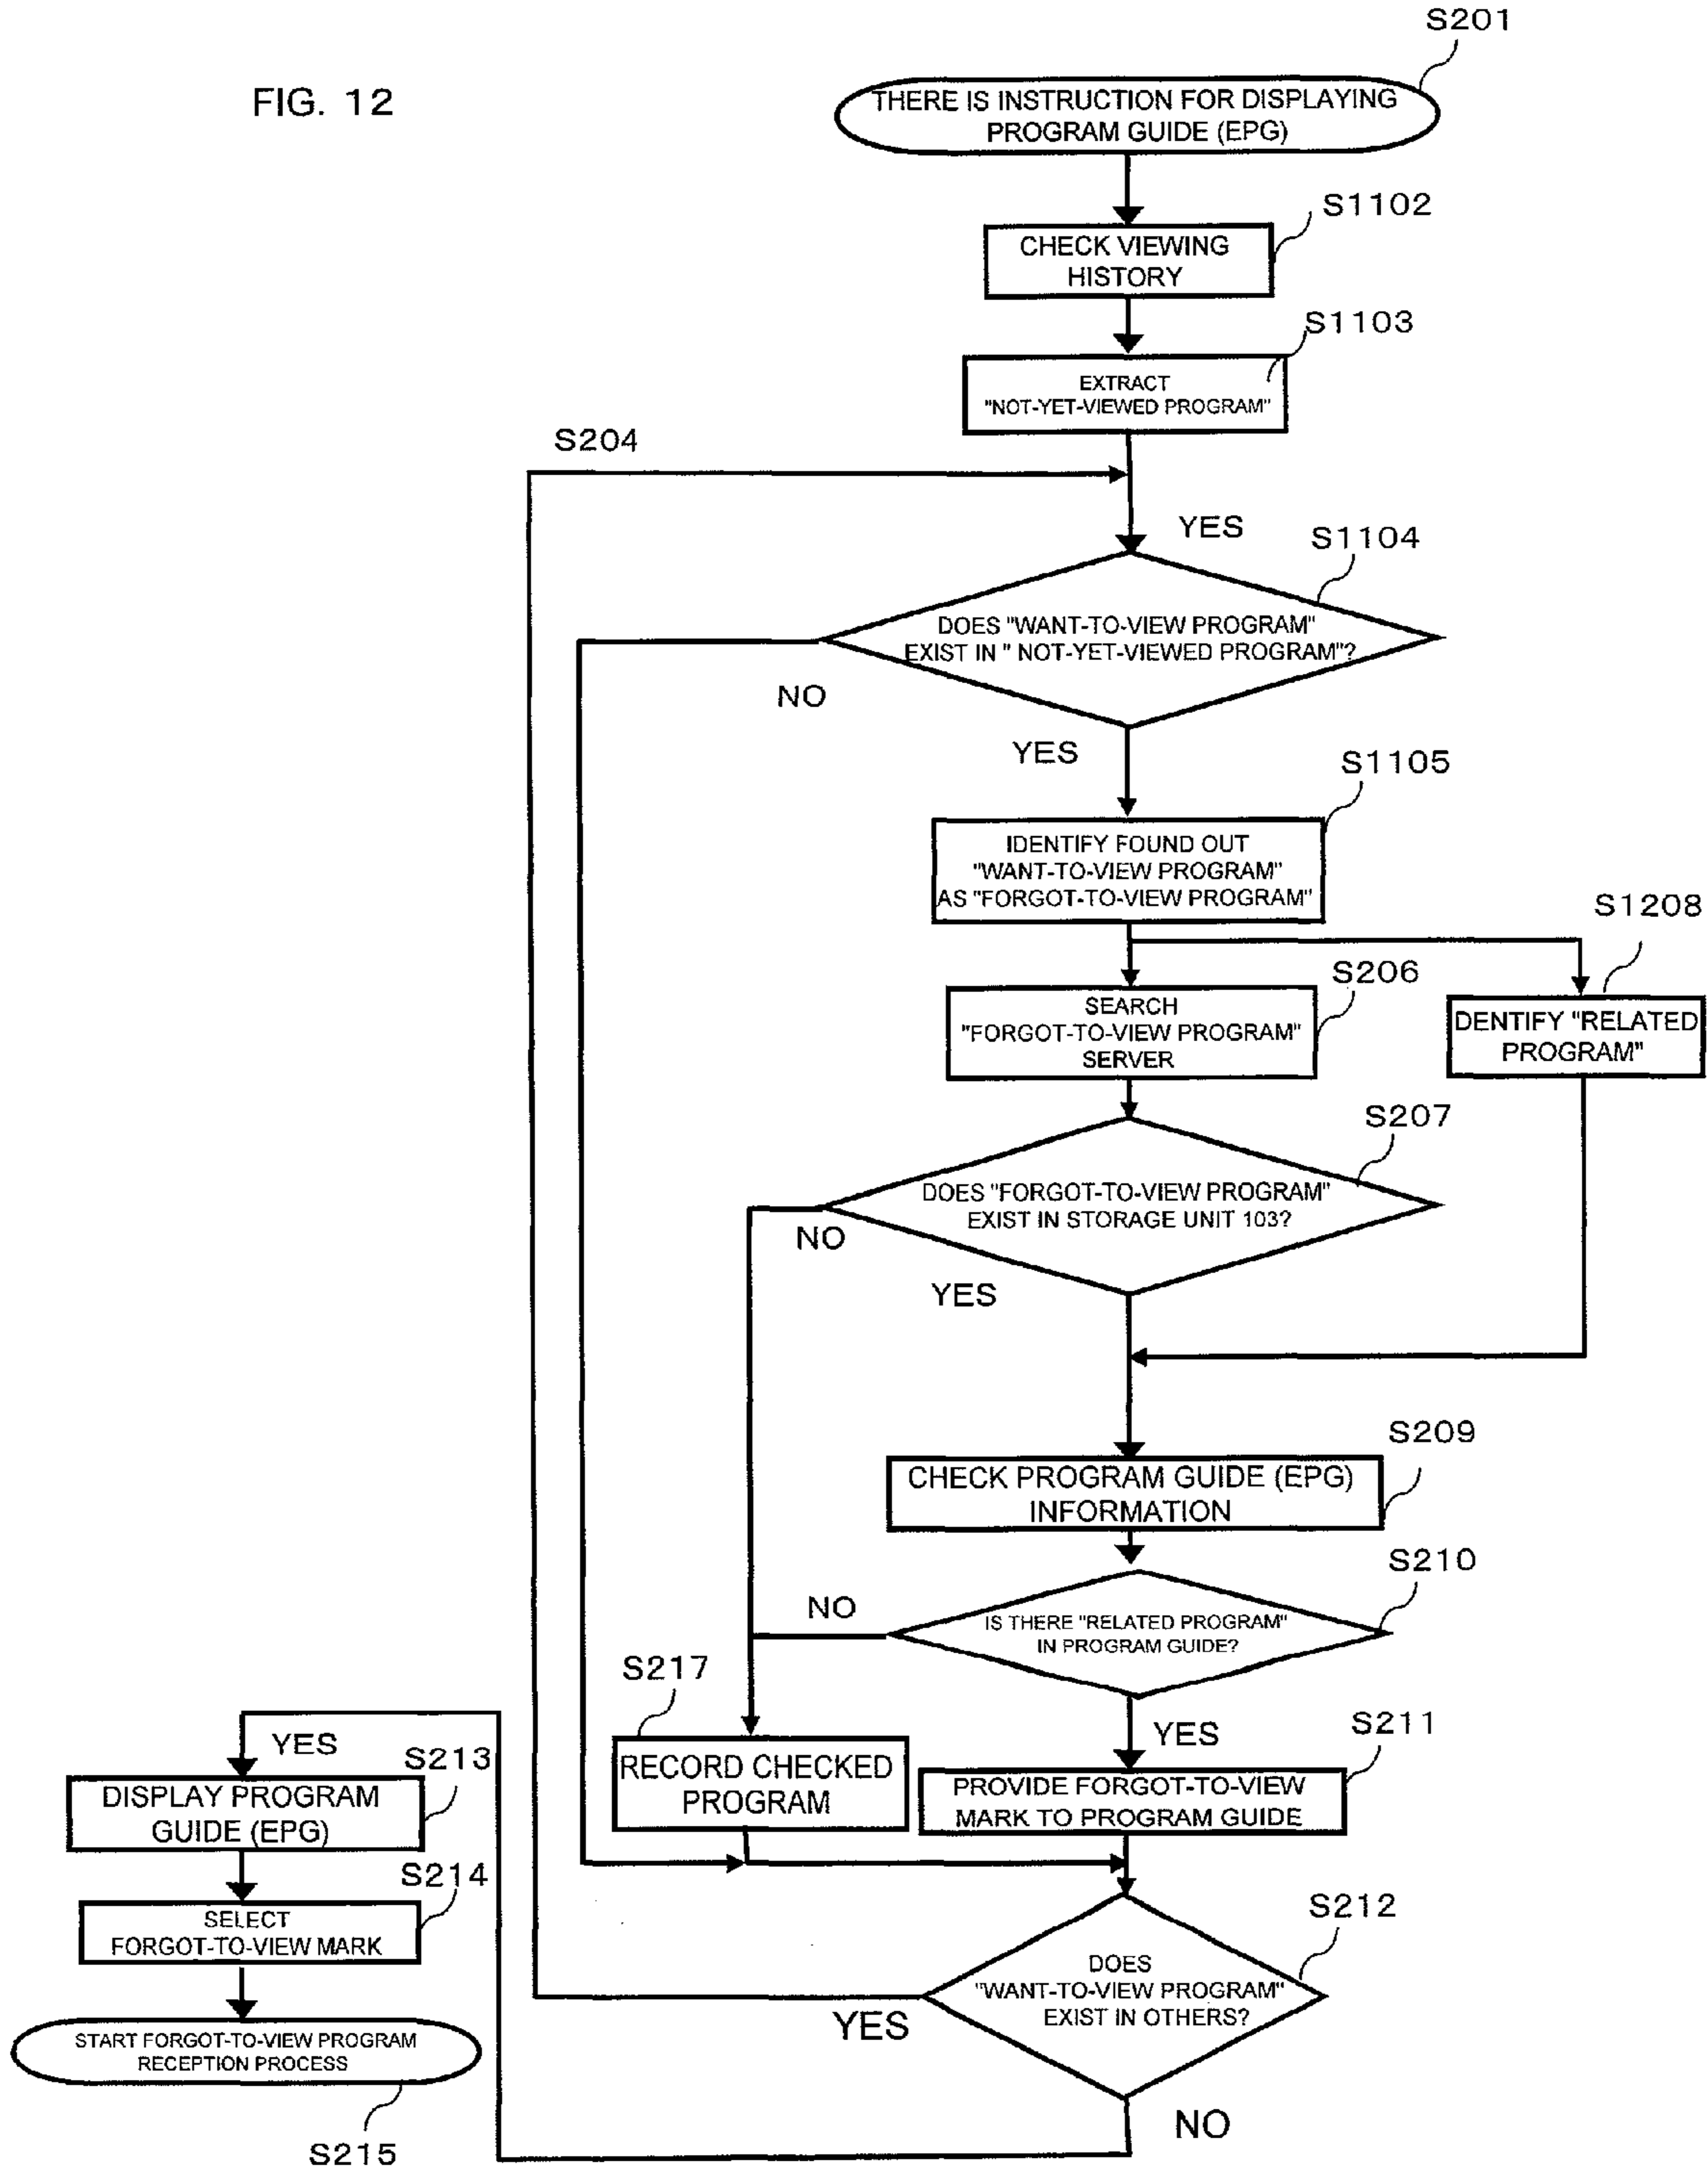 FIG. 12
S201
THERE IS INSTRUCTION FOR DISPLAYING
PROGRAM GUIDE (EPG)
S1102
CHECK VIEWING
HISTORY
S1103
EXTRACT
"NOT-YET-VIEWED PROGRAM"
S204
YES
S1104
DOES "WANT-TO-VIEW PROGRAM"
EXIST IN " NOT-YET-VIEWED PROGRAM"?
NO
YES
S1105
IDENTIFY FOUND OUT
"WANT-TO-VIEW PROGRAM"
AS "FORGOT-TO-VIEW PROGRAM"
S1208
DENTIFY "RELATED
PROGRAM"
S206
SEARCH
"FORGOT-TO-VIEW PROGRAM"
SERVER
S207
DOES "FORGOT-TO-VIEW PROGRAM"
EXIST IN STORAGE UNIT 103?
NO
YES
S209
CHECK PROGRAM GUIDE (EPG)
INFORMATION
S210
IS THERE "RELATED PROGRAM"
IN PROGRAM GUIDE?
NO
S217
RECORD CHECKED
PROGRAM
YES
S211
PROVIDE FORGOT-TO-VIEW
MARK TO PROGRAM GUIDE
YES
S213
DISPLAY PROGRAM
GUIDE (EPG)
S214
SELECT
FORGOT-TO-VIEW MARK
START FORGOT-TO-VIEW PROGRAM
RECEPTION PROCESS
S215
S212
DOES
"WANT-TO-VIEW PROGRAM"
EXIST IN OTHERS?
YES
NO